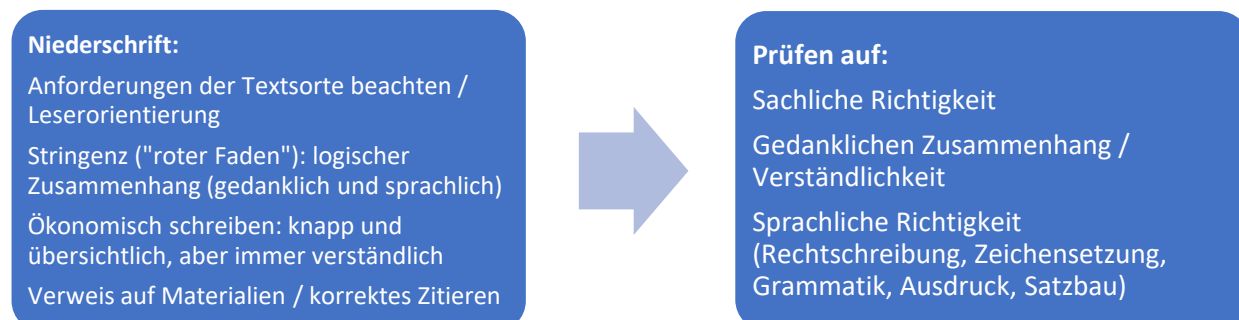 Niederschrift:
Anforderungen der Textsorte beachten /
Leserorientierung
Stringenz ("roter Faden"): logischer
Zusammenhang (gedanklich und sprachlich)
Ökonomisch schreiben: knapp und
übersichtlich, aber immer verständlich
Verweis auf Materialien / korrektes Zitieren
Prüfen auf:
Sachliche Richtigkeit
Gedanklichen Zusammenhang /
Verständlichkeit
Sprachliche Richtigkeit
(Rechtschreibung, Zeichensetzung,
Grammatik, Ausdruck, Satzbau)